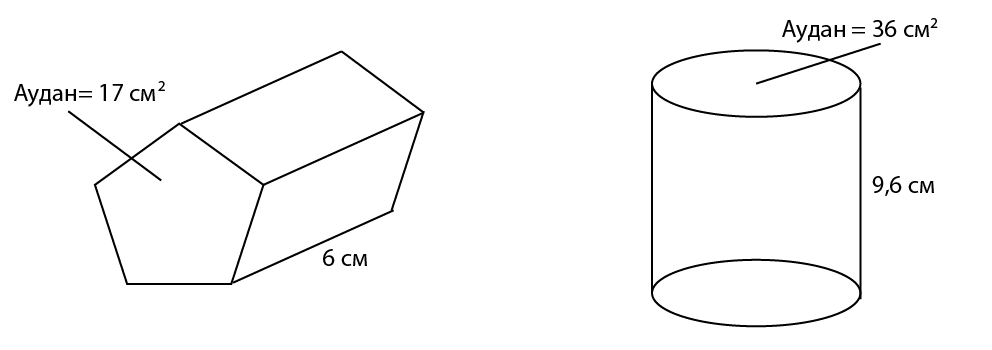 Аудан= 17 см²
6 см
Аудан = 36 см²
9,6 см